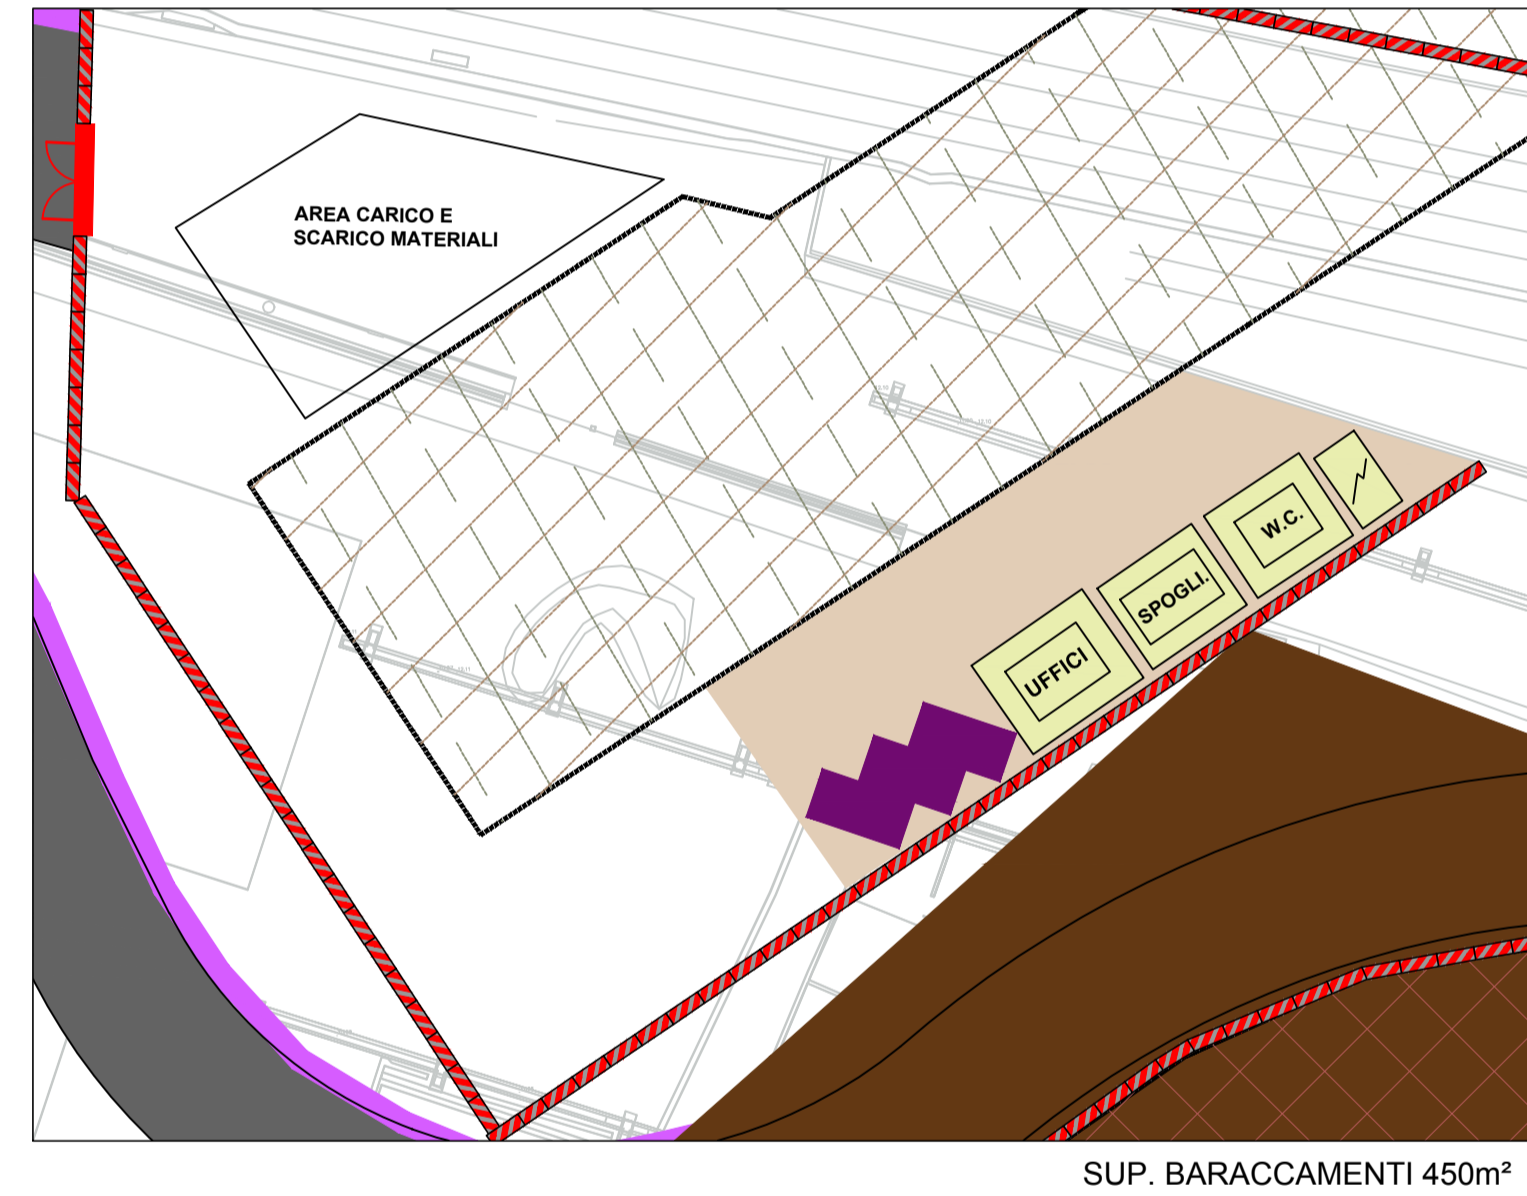 AREA CARICO E
SCARICO MATERIALI
W.C.
SPOGLI.
UFFICI
SUP. BARACCAMENTI 450m²